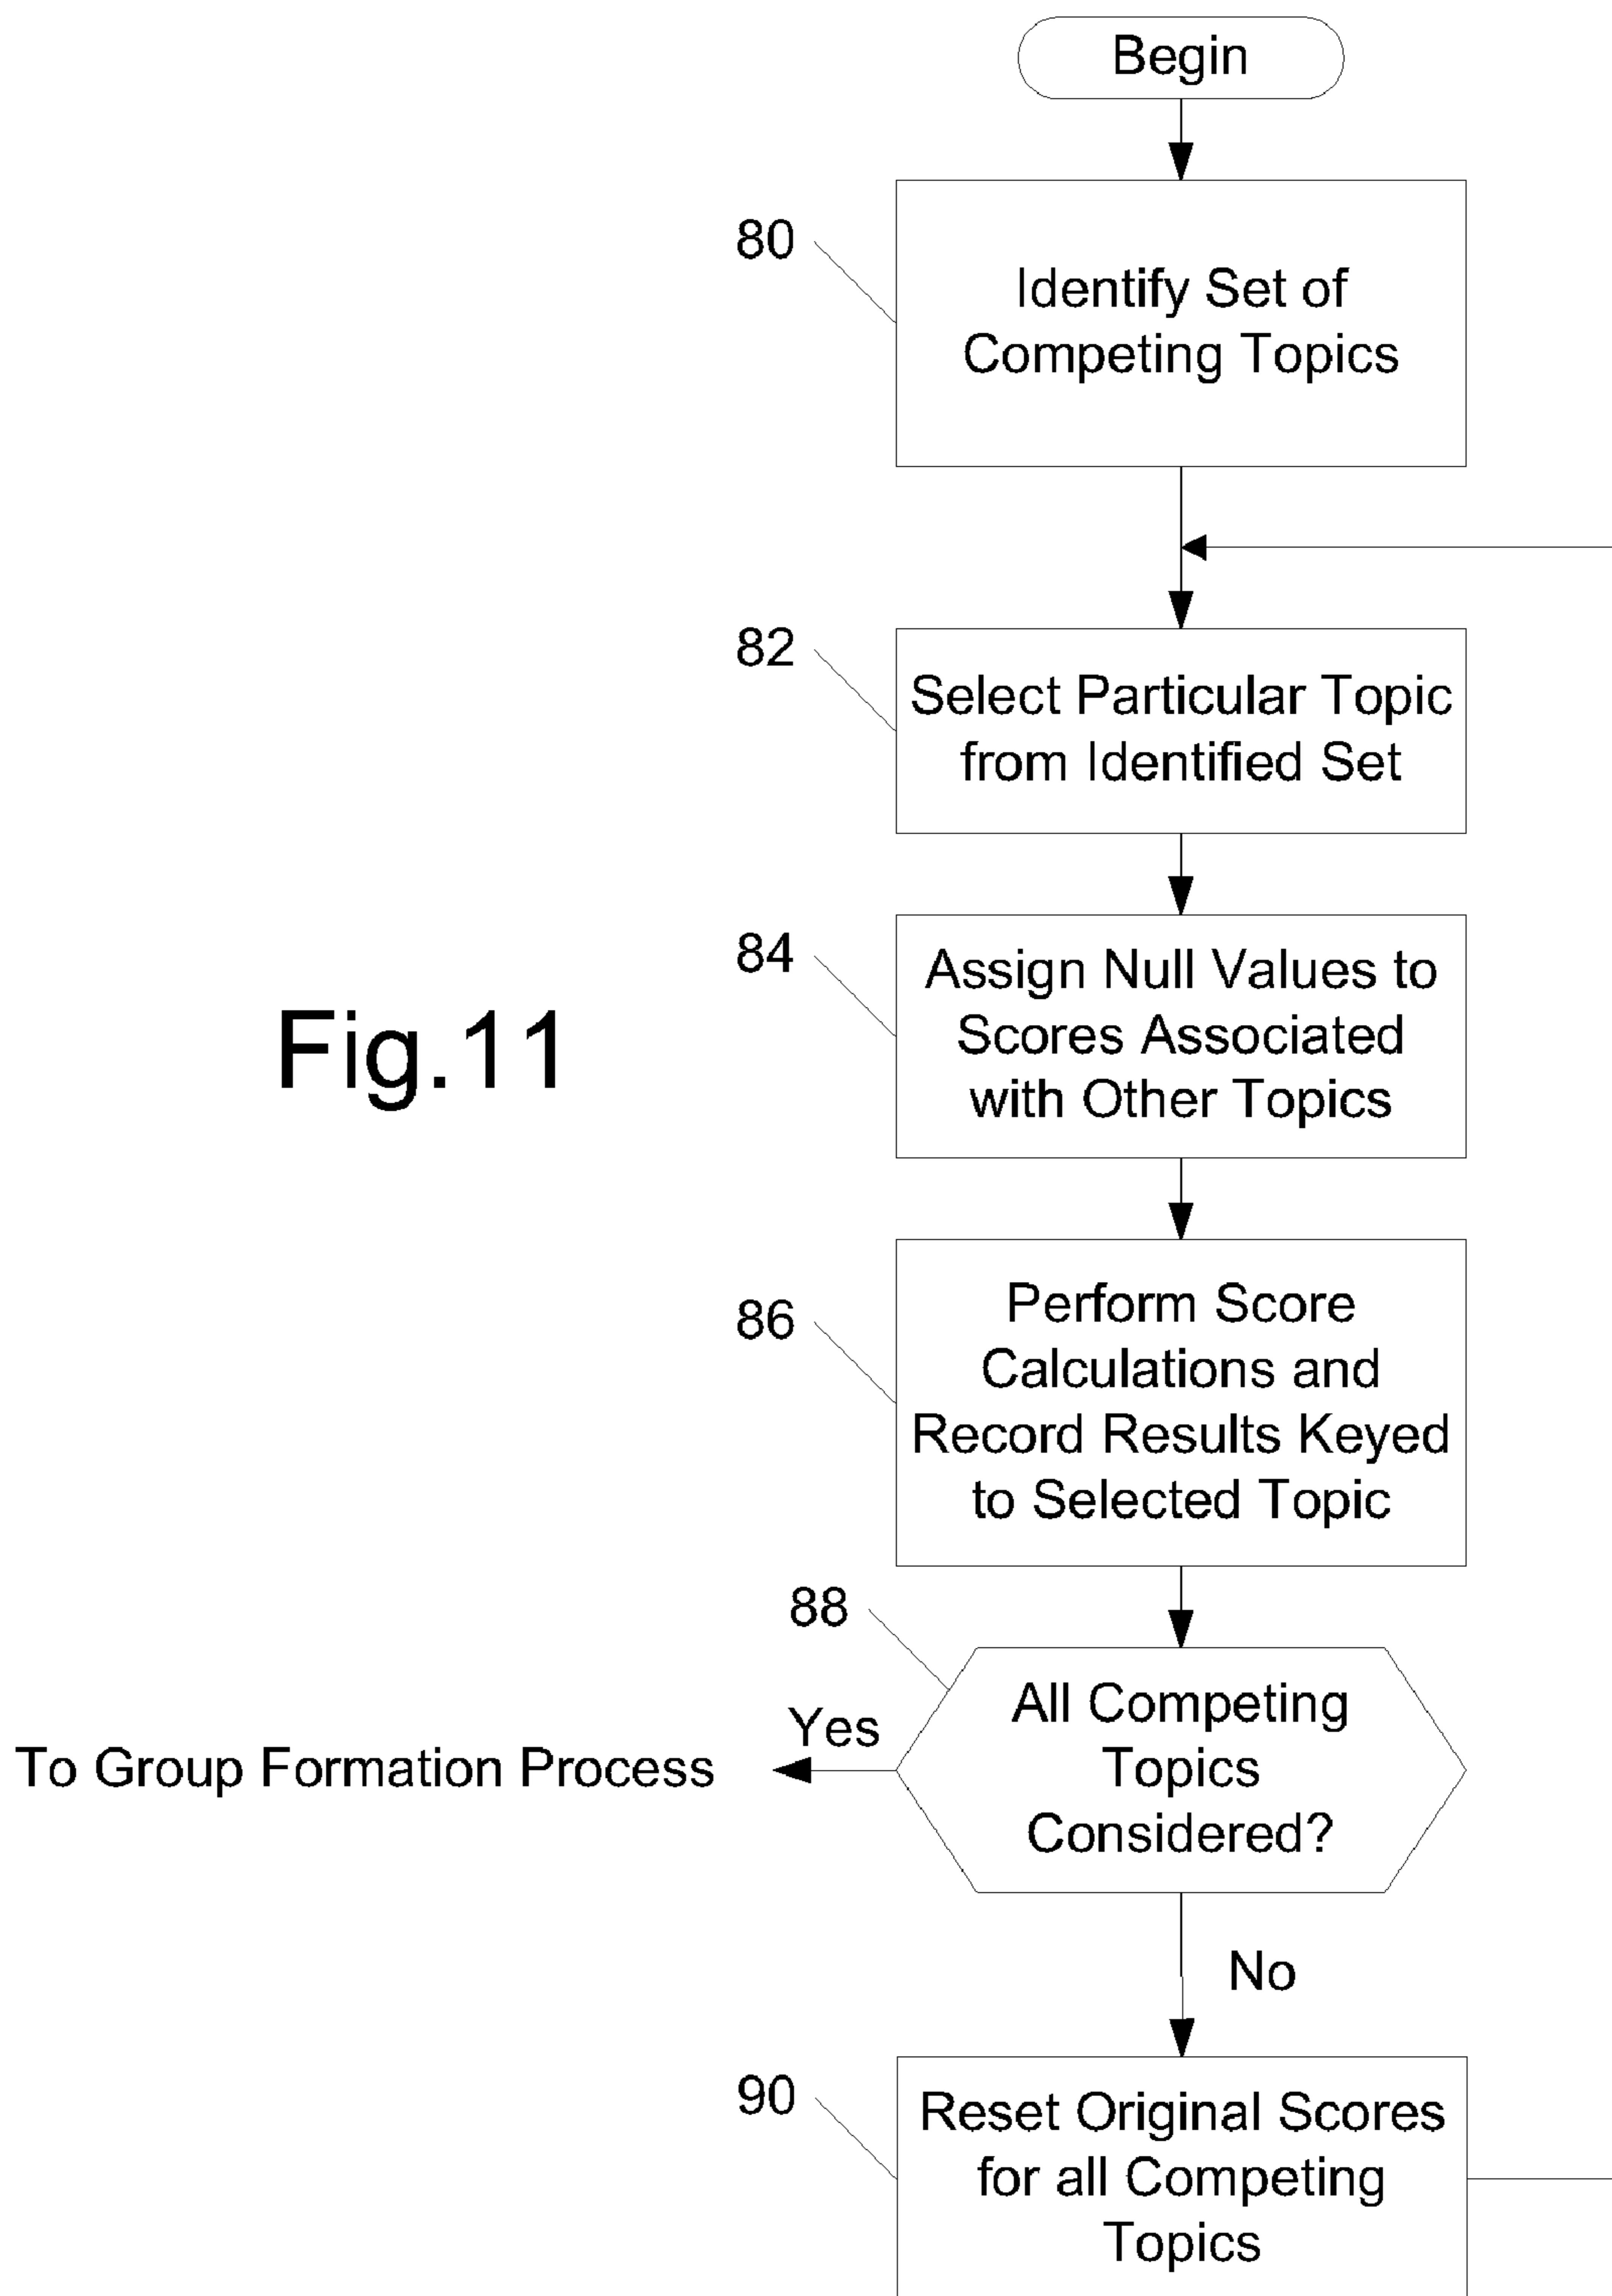 Begin
80
Identify Set of
Competing Topics
82
Select Particular Topic
from Identified Set
84
Assign Null Values to
Scores Associated
with Other Topics
Fig.11
86
Perform Score
Calculations and
Record Results Keyed
to Selected Topic
88
All Competing
Topics
Considered?
Yes
To Group Formation Process
No
90
Reset Original Scores
for all Competing
Topics